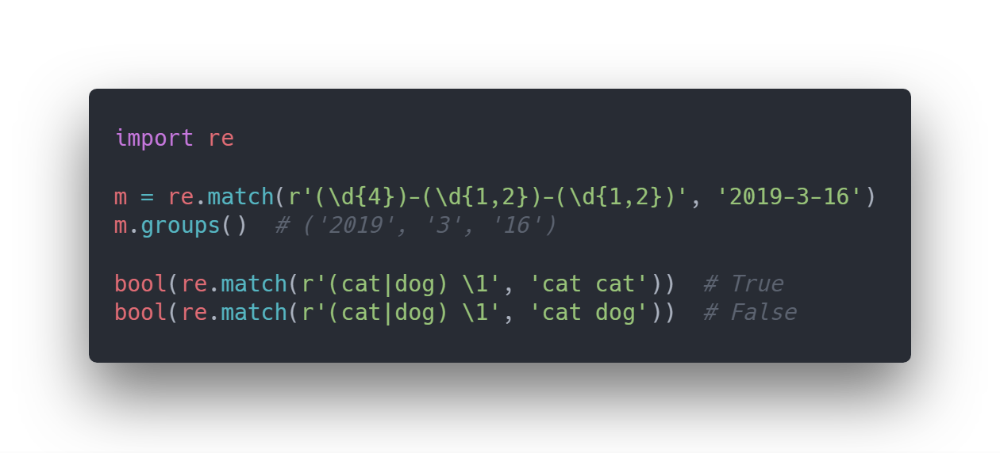 import re
m = re.match(r'(\d{4})-(\d{1,2})-(\d{1,2})', '2019-3-16')
m.groups()  # ('2019', '3', '16')
bool(re.match(r'(cat|dog) \1', 'cat cat'))  # True
bool(re.match(r'(cat|dog) \1', 'cat dog'))  # False